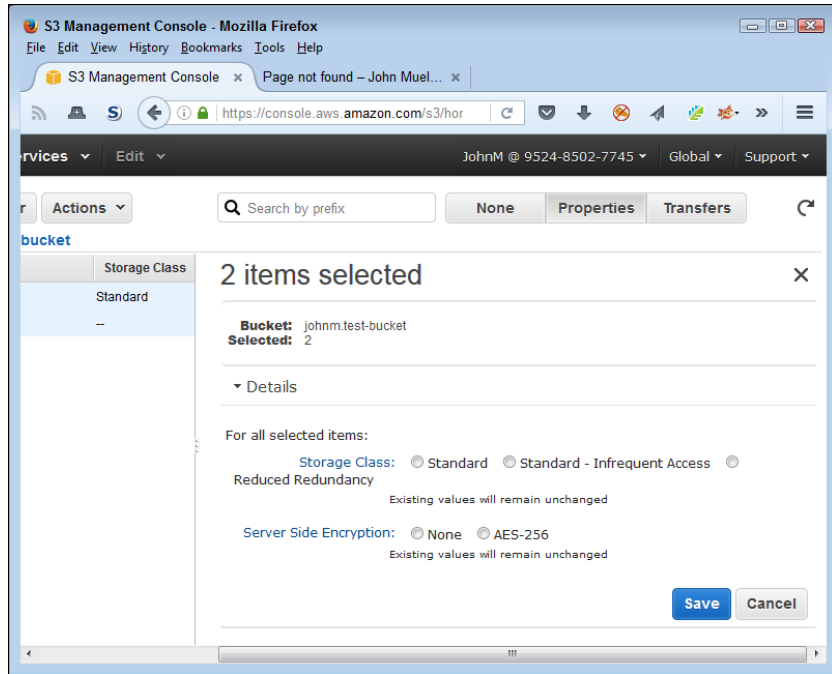 S3 Management Console - Mozilla Firefox
File Edit View History Bookmarks Tools Help
S3 Management Console × Page not found – John Muel... ×
https://console.aws.amazon.com/s3/hor
rvices Edit JohnM @ 9524-8502-7745 Global Support
r Actions Search by prefix None Properties Transfers
bucket
Storage Class
Standard
--
2 items selected
Bucket: johnm.test-bucket
Selected: 2
Details
For all selected items:
Storage Class: Standard Standard - Infrequent Access
Reduced Redundancy
Existing values will remain unchanged
Server Side Encryption: None AES-256
Existing values will remain unchanged
Save Cancel